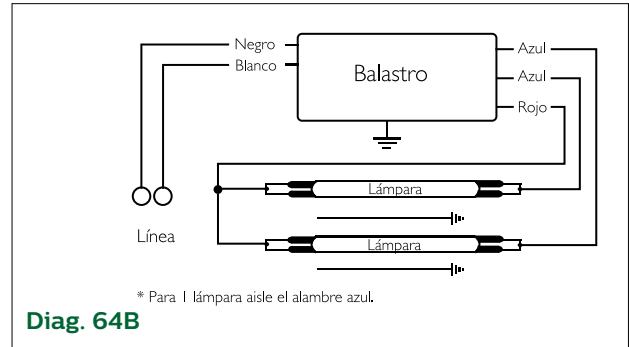 Negro
Blanco
Balastro
Azul
Azul
Rojo
Lámpara
Lámpara
Línea
* Para 1 lámpara aisle el alambre azul.
Diag. 64B